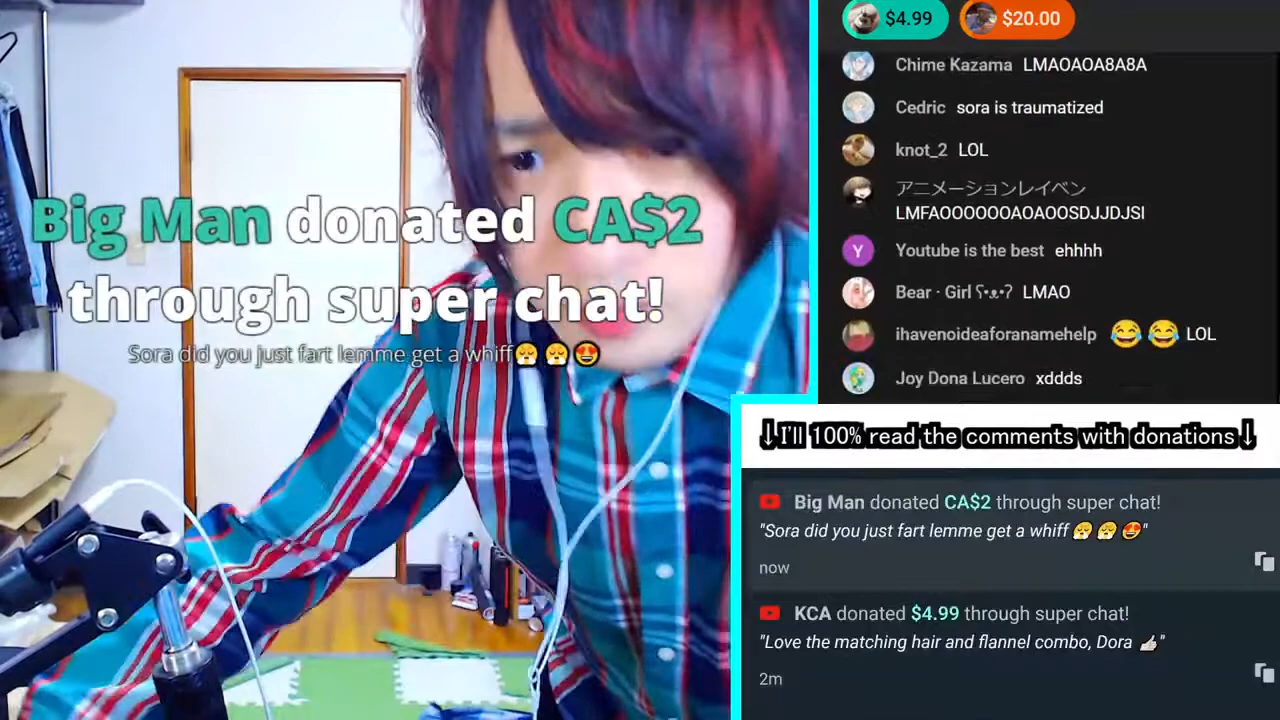 Big Man donated CA$2
through super chat!
Sora did you just fart lemme get a whiff😤 😤 😍
$4.99
$20.00
Chime Kazama LMAOAOA8A8A
Cedric sora is traumatized
knot_2 LOL
アニメーションレイベン
LMFAOOOOOOAOAOOSDJJDJSI
Y Youtube is the best ehhhh
Bear · Girl ʕ•ᴥ•ʔ LMAO
ihavenoideaforanamehelp 😂😂 LOL
Joy Dona Lucero xddds
↓I'll 100% read the comments with donations↓
Big Man donated CA$2 through super chat!
"Sora did you just fart lemme get a whiff 😤 😤 😍"
now
KCA donated $4.99 through super chat!
"Love the matching hair and flannel combo, Dora 👍🏻"
2m